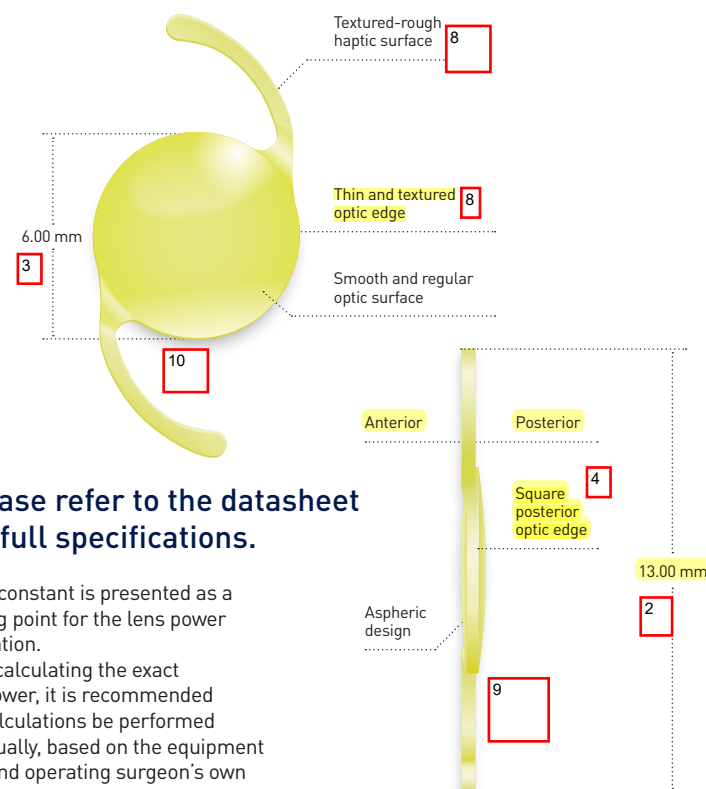 Textured-rough
haptic surface
8
Thin and textured
optic edge
8
6.00 mm
3
Smooth and regular
optic surface
10
Anterior
Posterior
4
Square
posterior
optic edge
13.00 mm
2
Aspheric
design
9
ase refer to the datasheet
full specifications.
constant is presented as a
g point for the lens power
ation.
calculating the exact
ower, it is recommended
alculations be performed
ually, based on the equipment
nd operating surgeon's own